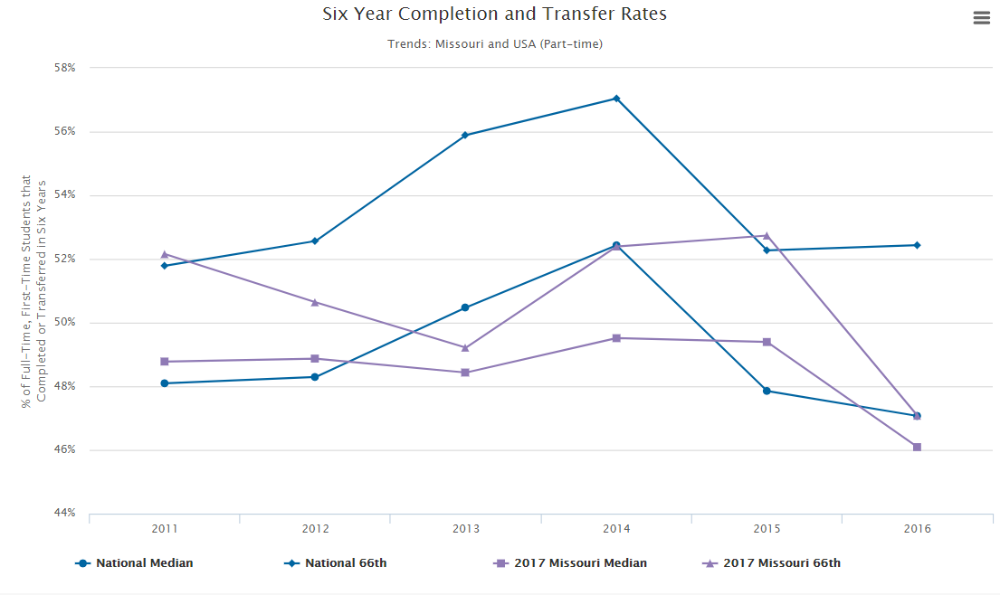 Six Year Completion and Transfer Rates
Trends: Missouri and USA (Part-time)
% of Full-Time, First-Time Students that
Completed or Transferred in Six Years
58%
56%
54%
52%
50%
48%
46%
44%
2011 2012 2013 2014 2015 2016
National Median National 66th 2017 Missouri Median 2017 Missouri 66th